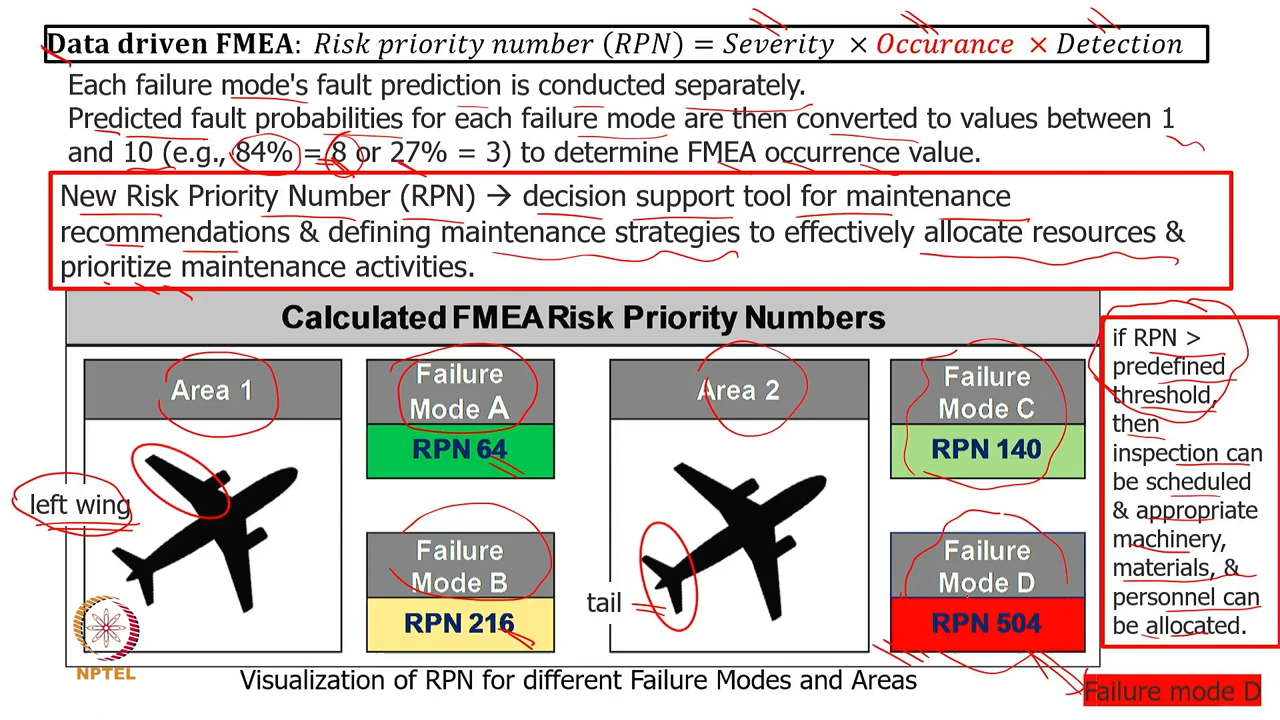 Data driven FMEA: Risk priority number (RPN) = Severity × Occurance × Detection
Each failure mode's fault prediction is conducted separately.
Predicted fault probabilities for each failure mode are then converted to values between 1
and 10 (e.g., 84% = 8 or 27% = 3) to determine FMEA occurrence value.
New Risk Priority Number (RPN) → decision support tool for maintenance
recommendations & defining maintenance strategies to effectively allocate resources &
prioritize maintenance activities.
Calculated FMEA Risk Priority Numbers
Area 1
left wing
Failure
Mode A
RPN 64
Failure
Mode B
RPN 216
Area 2
tail
Failure
Mode C
RPN 140
Failure
Mode D
RPN 504
if RPN >
predefined
threshold,
then
inspection can
be scheduled
& appropriate
machinery,
materials, &
personnel can
be allocated.
NPTEL
Visualization of RPN for different Failure Modes and Areas
Failure mode D